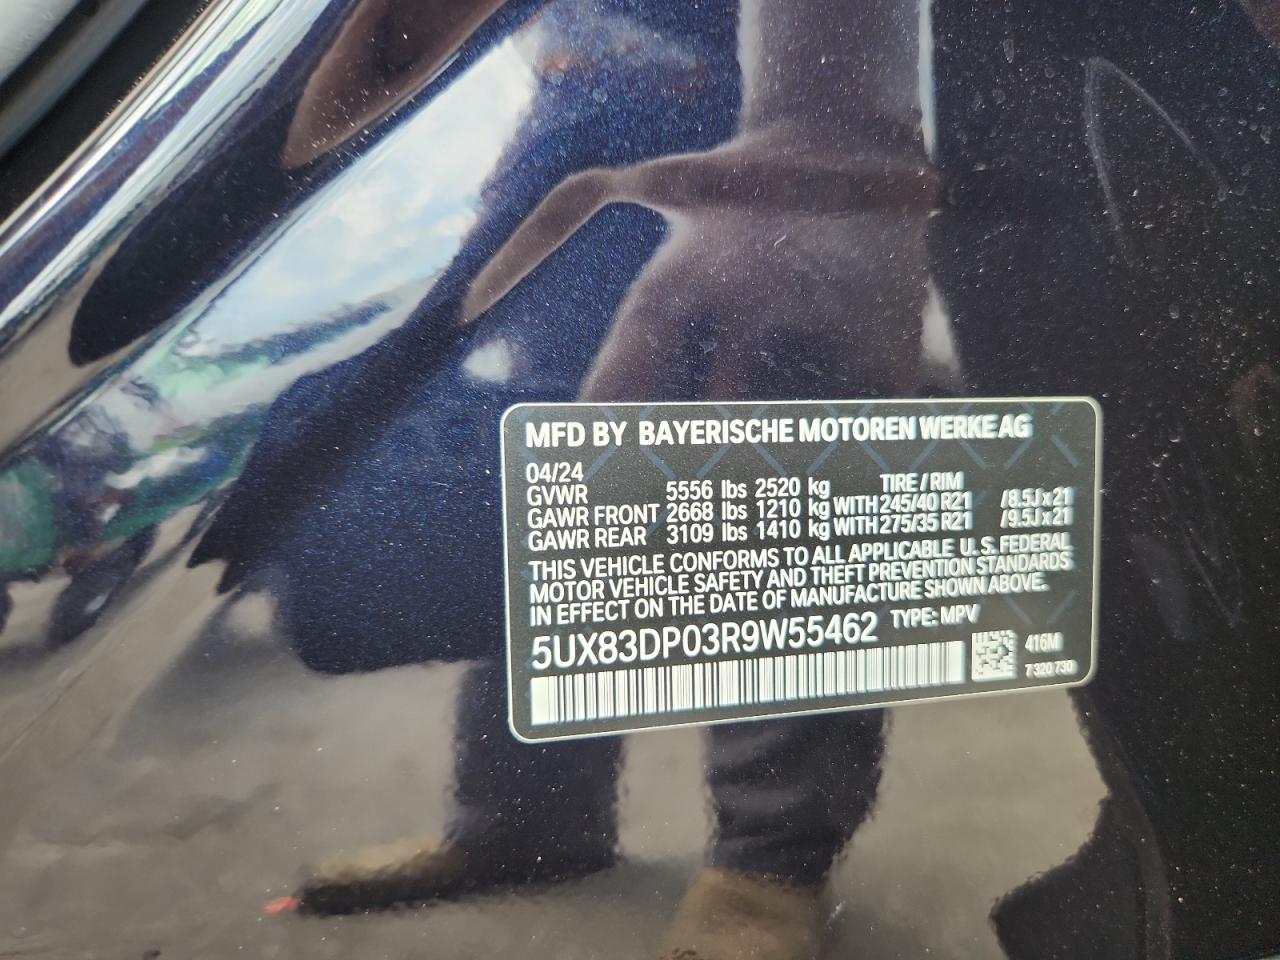 MFD BY BAYERISCHE MOTOREN WERKE AG
04/24
GVWR 5556 lbs 2520 kg TIRE / RIM
GAWR FRONT 2668 lbs 1210 kg WITH 245/40 R21 /8.5J x 21
GAWR REAR 3109 lbs 1410 kg WITH 275/35 R21 /9.5J x 21
THIS VEHICLE CONFORMS TO ALL APPLICABLE U.S. FEDERAL
MOTOR VEHICLE SAFETY AND THEFT PREVENTION STANDARDS
IN EFFECT ON THE DATE OF MANUFACTURE SHOWN ABOVE.
5UX83DP03R9W55462 TYPE: MPV
416M
7 320 730